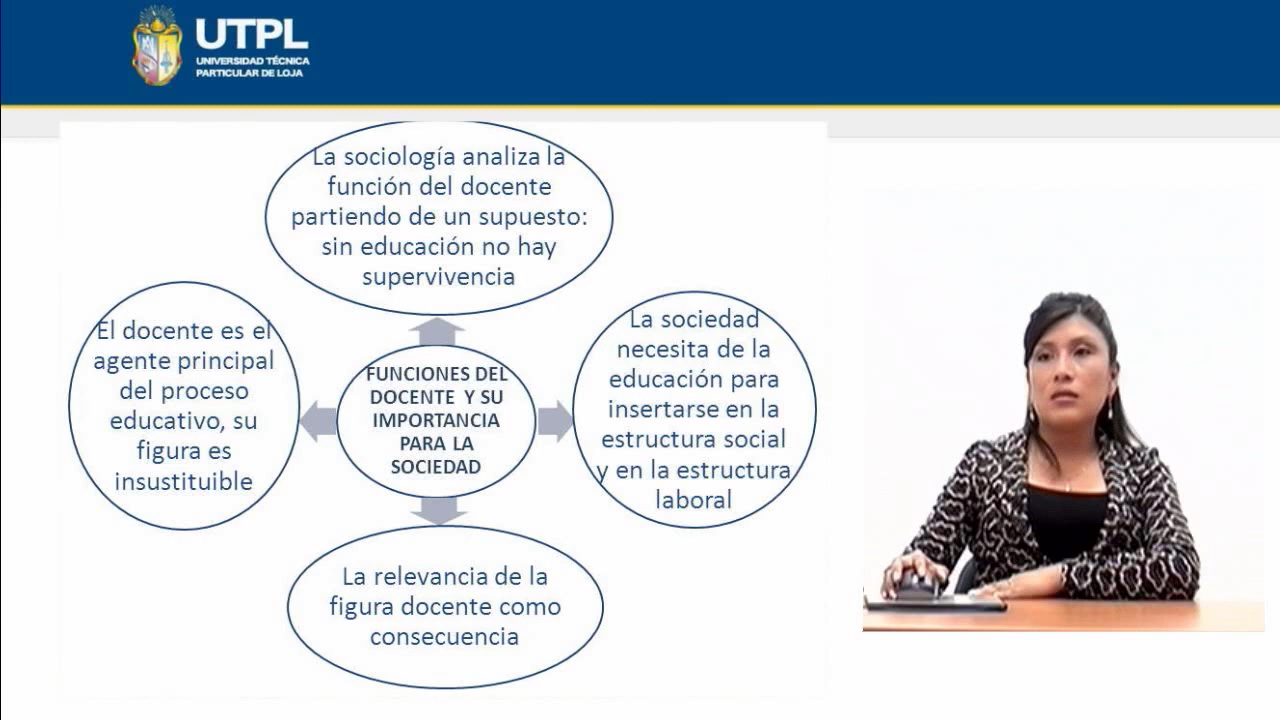 UTPL
UNIVERSIDAD TÉCNICA
PARTICULAR DE LOJA
La sociología analiza la
función del docente
partiendo de un supuesto:
sin educación no hay
supervivencia
El docente es el
agente principal
del proceso
educativo, su
figura es
insustituible
FUNCIONES DEL
DOCENTE Y SU
IMPORTANCIA
PARA LA
SOCIEDAD
La sociedad
necesita de la
educación para
insertarse en la
estructura social
y en la estructura
laboral
La relevancia de la
figura docente como
consecuencia